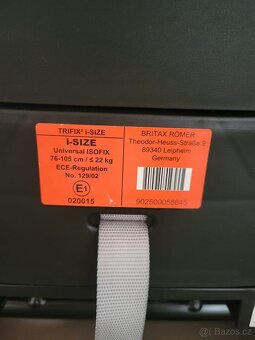 TRIFIX² i-SIZE
i-SIZE
Universal ISOFIX
76-105 cm / ≤ 22 kg
ECE-Regulation
No. 129/02
E1
020015
BRITAX RÖMER
Theodor-Heuss-Straße 9
89340 Leipheim
Germany
902500058845
Bazoš.cz